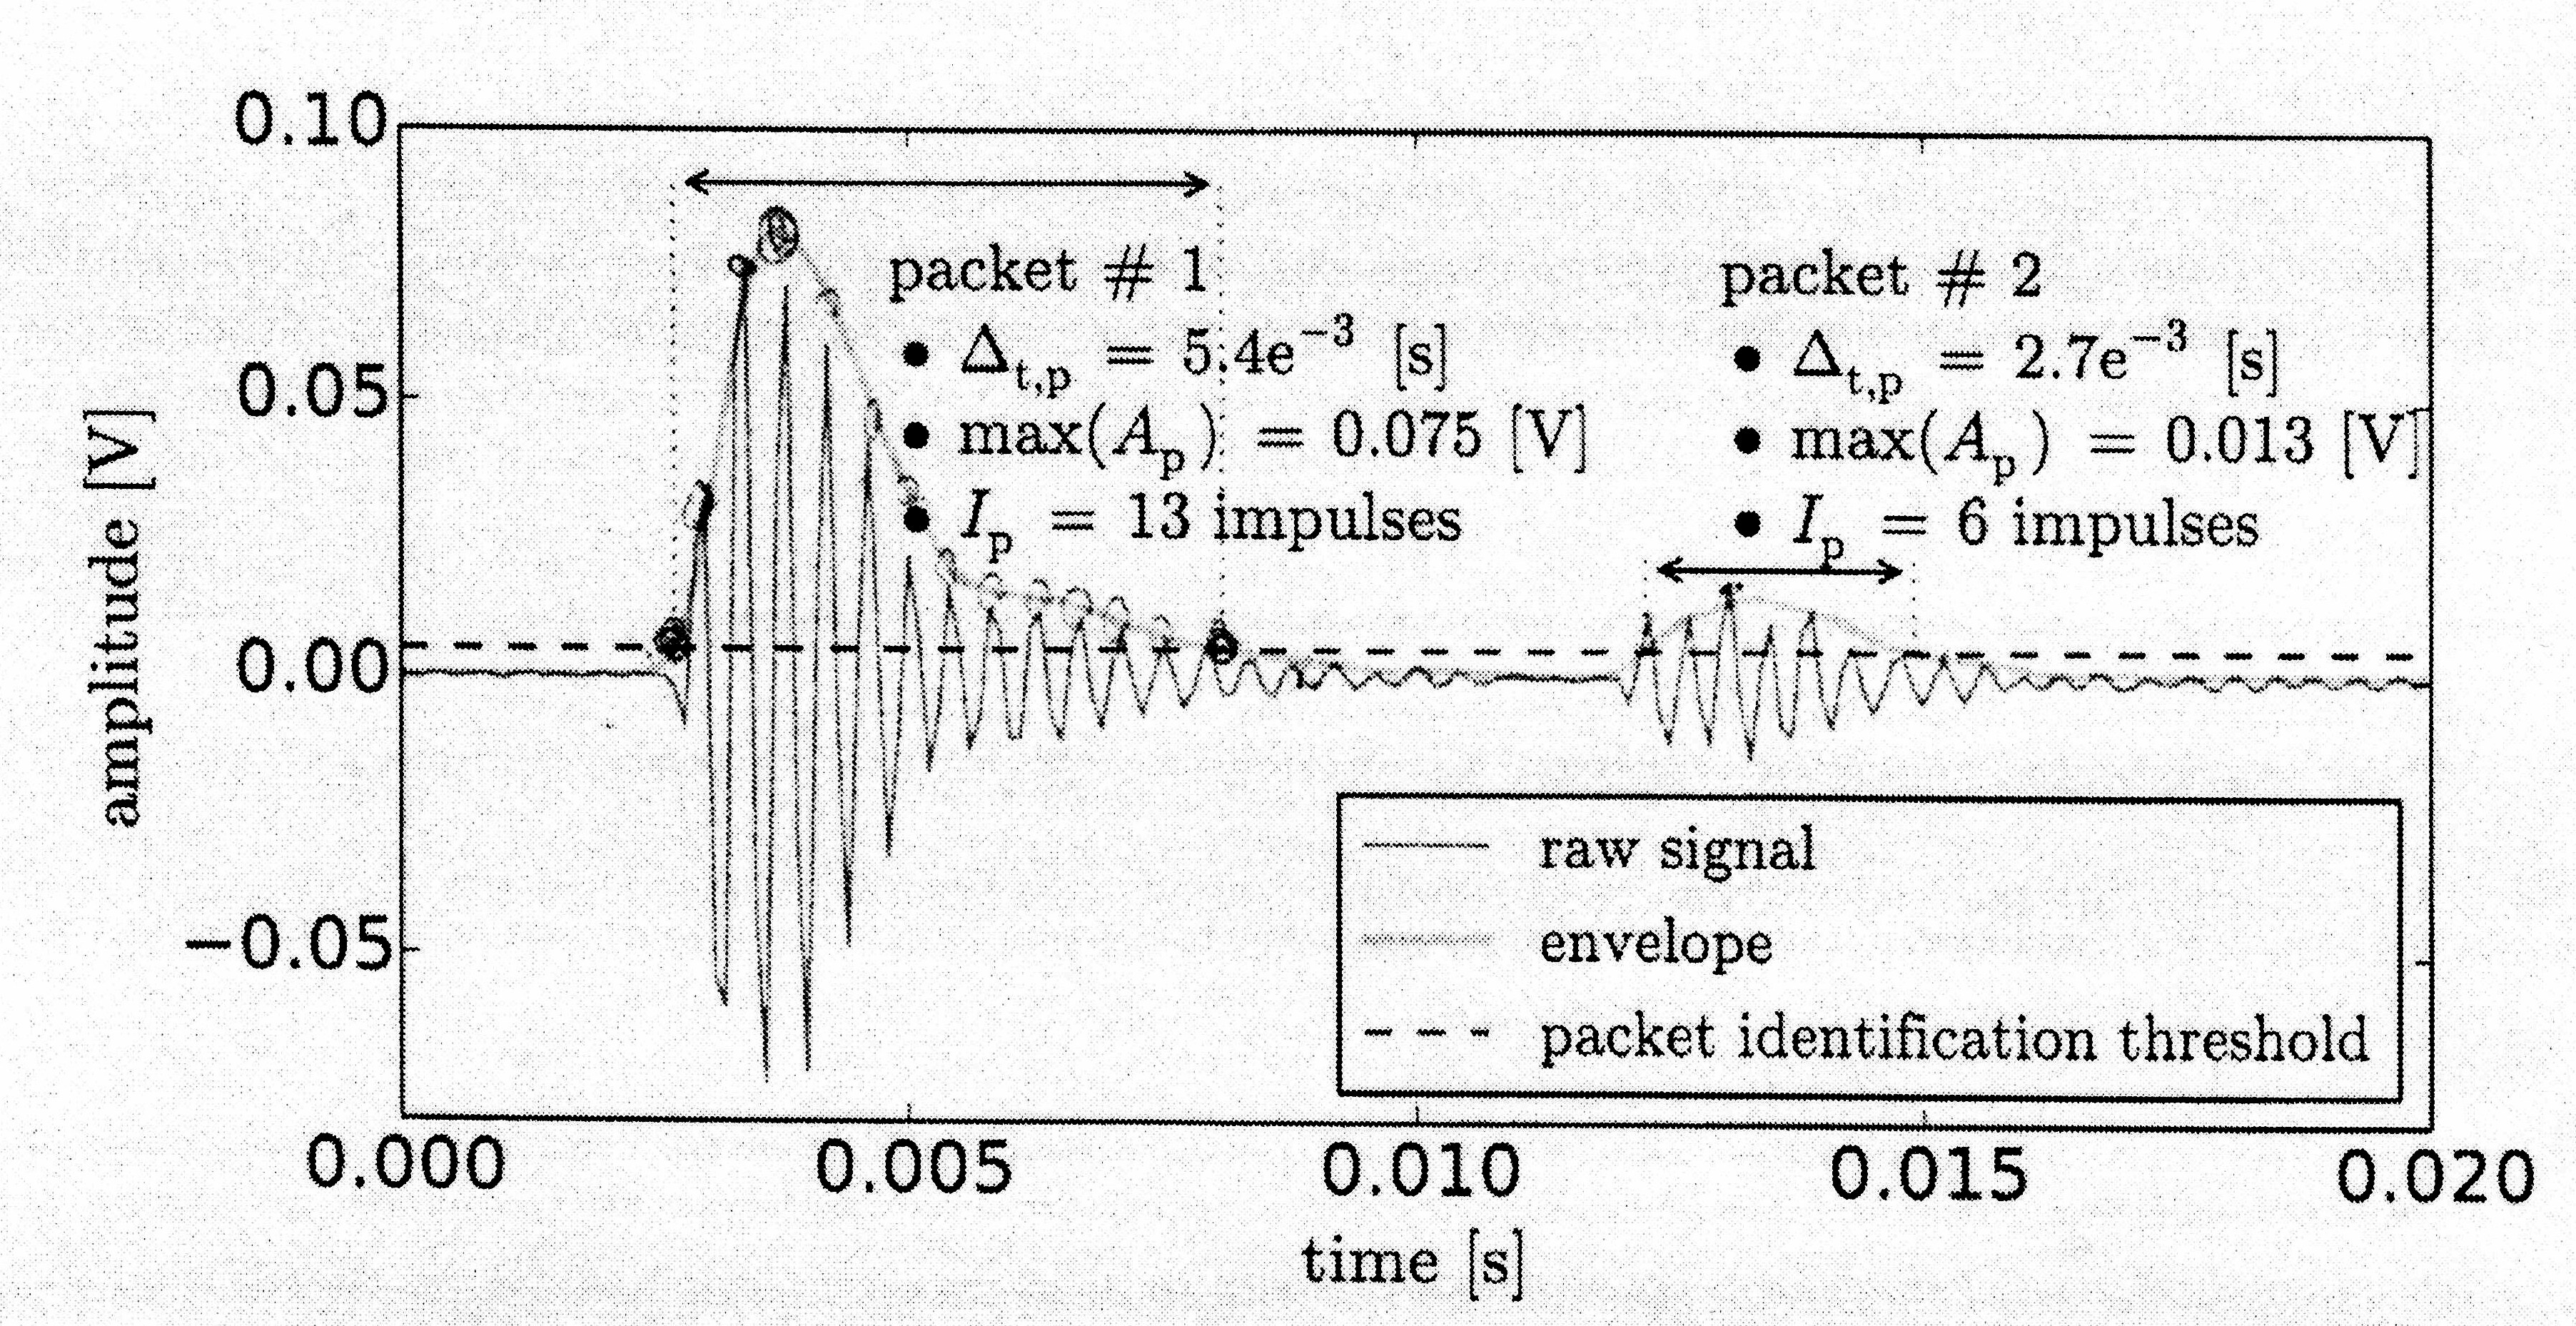 0.10
0.05
0.00
−0.05
amplitude [V]
packet # 1
• Δt,p = 5.4e⁻³ [s]
• max(Ap) = 0.075 [V]
• Ip = 13 impulses
packet # 2
• Δt,p = 2.7e⁻³ [s]
• max(Ap) = 0.013 [V]
• Ip = 6 impulses
raw signal
envelope
packet identification threshold
0.000 0.005 0.010 0.015 0.020
time [s]